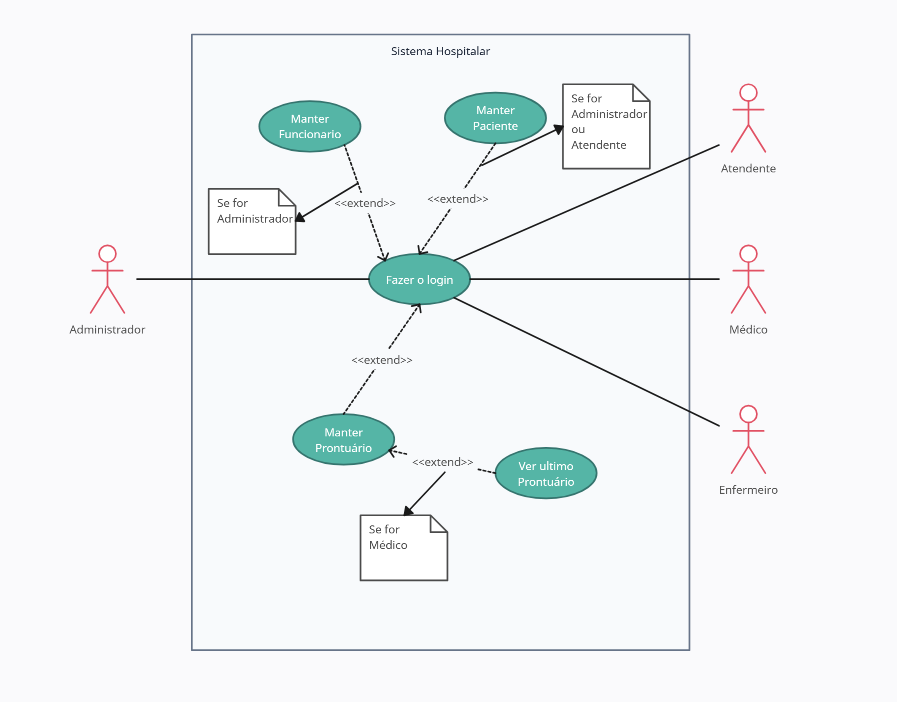 Sistema Hospitalar
Manter
Funcionario
Manter
Paciente
Se for
Administrador
ou
Atendente
Atendente
Se for
Administrador
<<extend>>
<<extend>>
Fazer o login
Administrador
Médico
<<extend>>
Manter
Prontuário
<<extend>>
Ver ultimo
Prontuário
Enfermeiro
Se for
Médico